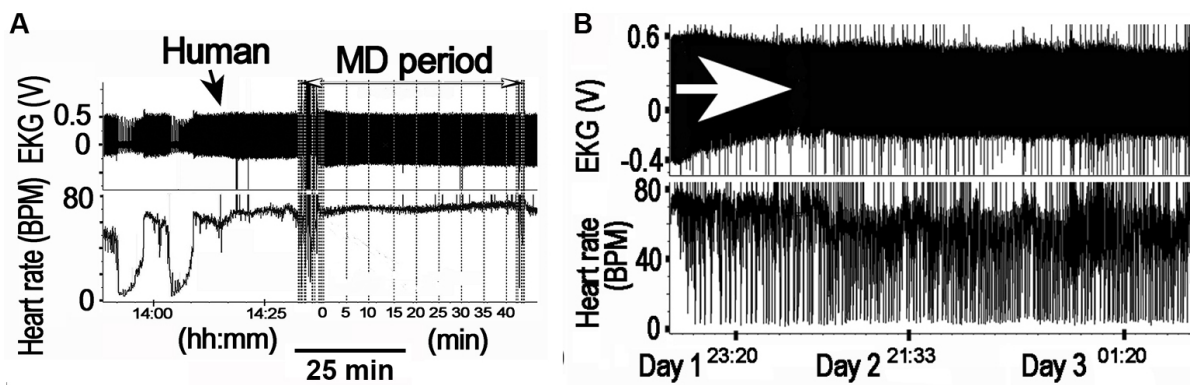 A
Human
MD period
EKG (V)
0.5
0
Heart rate (BPM)
80
0
14:00
14:25
(hh:mm)
0 5 10 15 20 25 30 35 40
(min)
25 min
B
EKG (V)
0.6
0
-0.4
Heart rate
(BPM)
80
40
0
Day 1 23:20
Day 2 21:33
Day 3 01:20